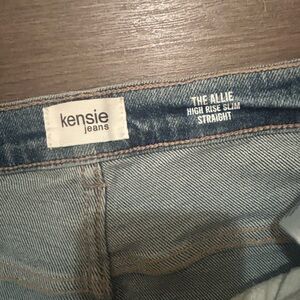 kensie
jeans
THE ALLIE
HIGH RISE SLIM
STRAIGHT